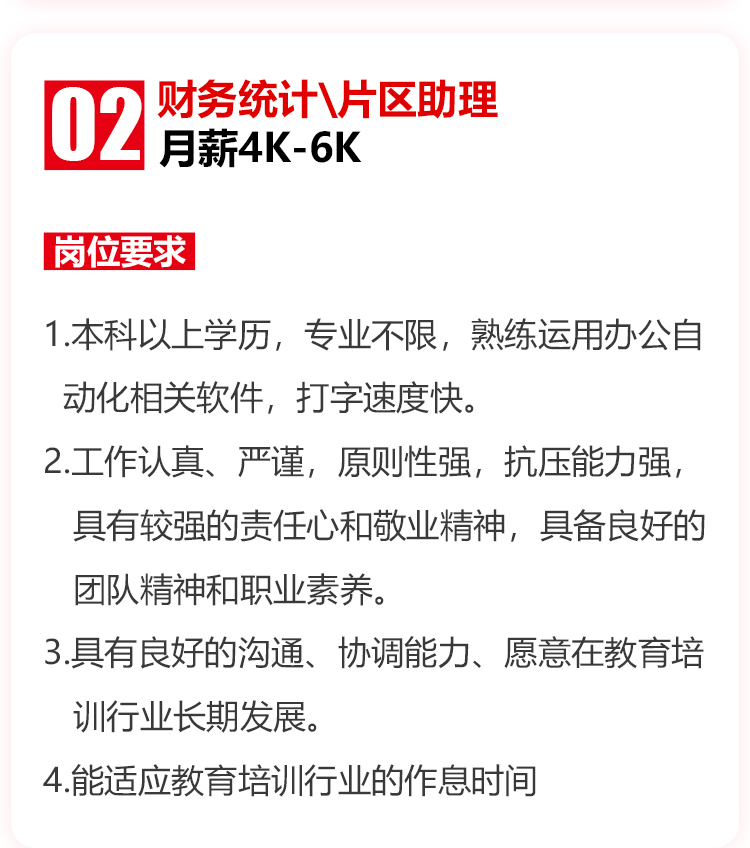 02
财务统计\片区助理
月薪4K-6K
岗位要求
1.本科以上学历，专业不限，熟练运用办公自
动化相关软件，打字速度快。
2.工作认真、严谨，原则性强，抗压能力强，
具有较强的责任心和敬业精神，具备良好的
团队精神和职业素养。
3.具有良好的沟通、协调能力、愿意在教育培
训行业长期发展。
4.能适应教育培训行业的作息时间